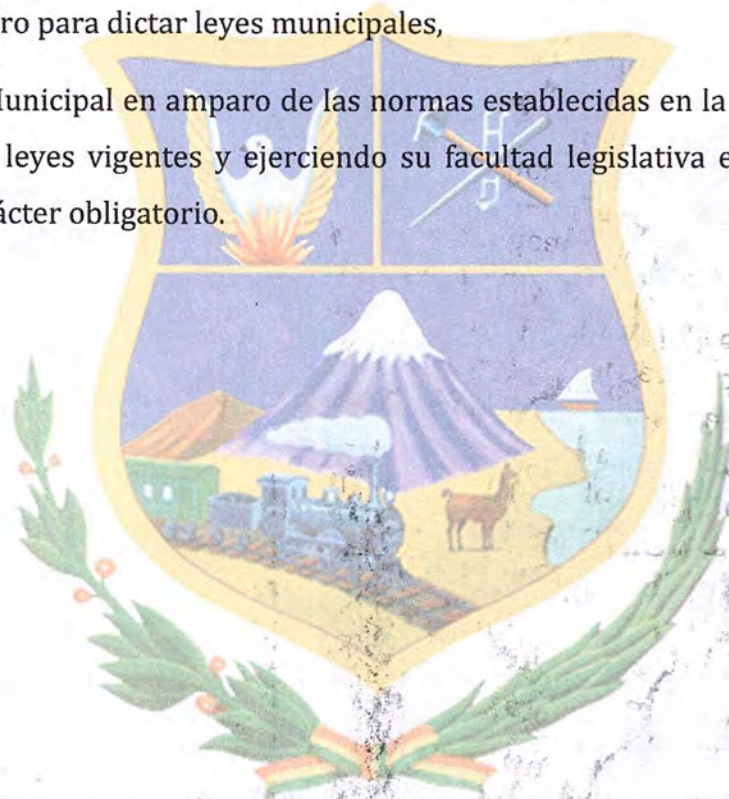 ro para dictar leyes municipales,
Municipal en amparo de las normas establecidas en la
leyes vigentes y ejerciendo su facultad legislativa e
ácter obligatorio.